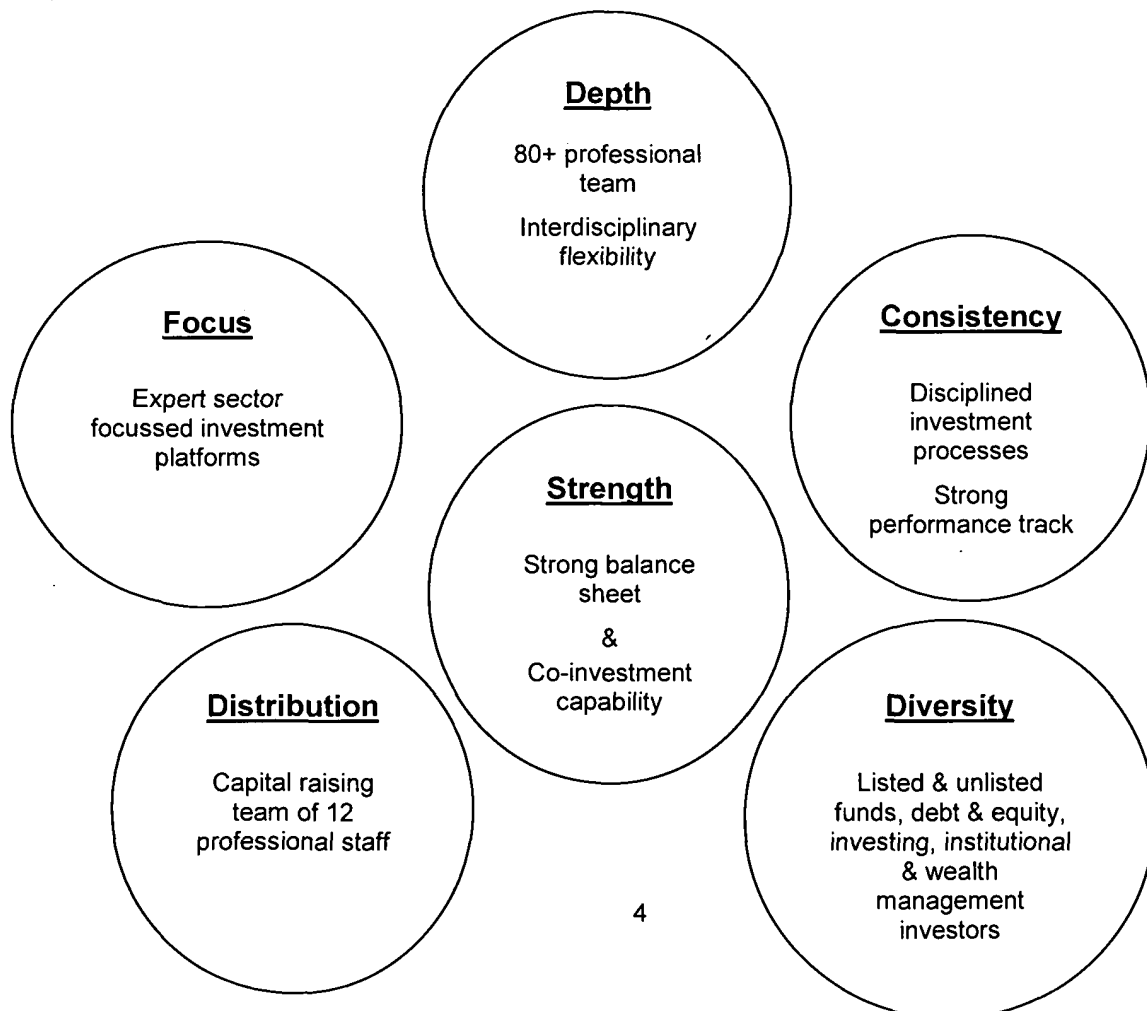 Depth
80+ professional
team
Interdisciplinary
flexibility
Focus
Expert sector
focussed investment
platforms
Consistency
Disciplined
investment
processes
Strong
performance track
Strength
Strong balance
sheet
&
Co-investment
capability
Distribution
Capital raising
team of 12
professional staff
Diversity
Listed & unlisted
funds, debt & equity,
investing, institutional
& wealth
management
investors
4